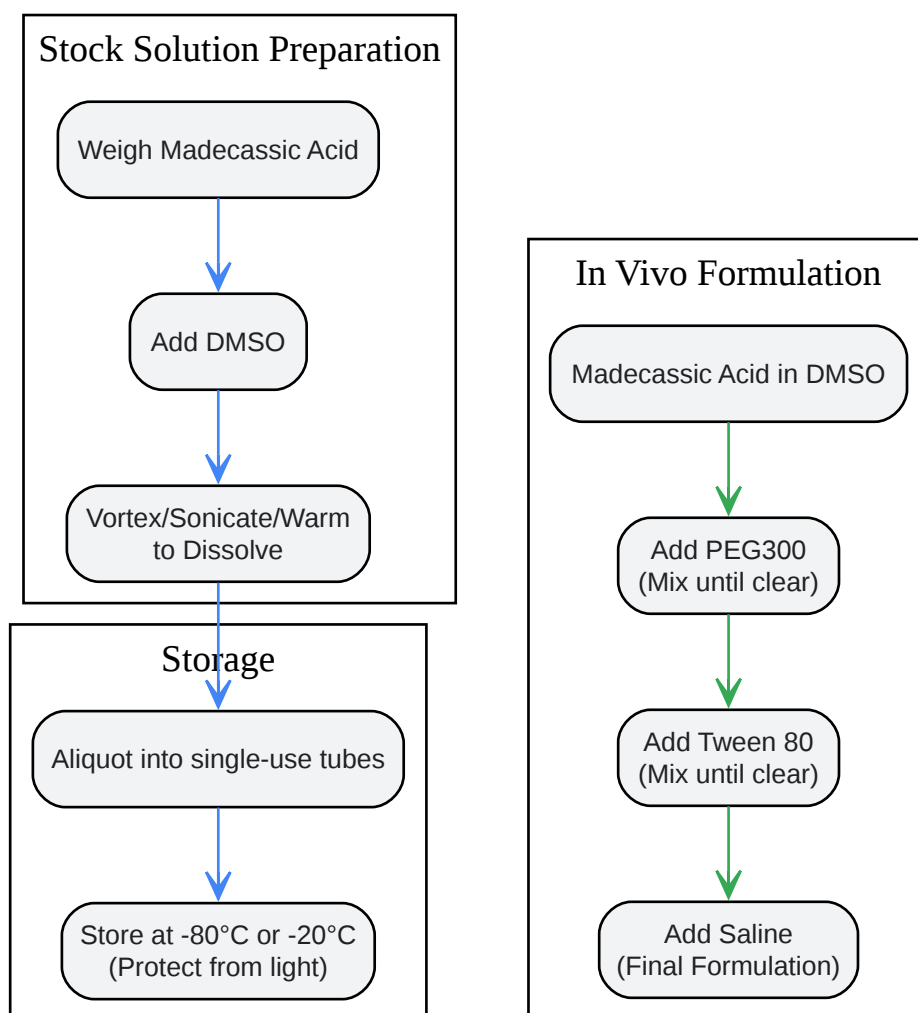 Stock Solution Preparation
Weigh Madecassic Acid
Add DMSO
Vortex/Sonicate/Warm
to Dissolve
Storage
Aliquot into single-use tubes
Store at -80°C or -20°C
(Protect from light)
In Vivo Formulation
Madecassic Acid in DMSO
Add PEG300
(Mix until clear)
Add Tween 80
(Mix until clear)
Add Saline
(Final Formulation)